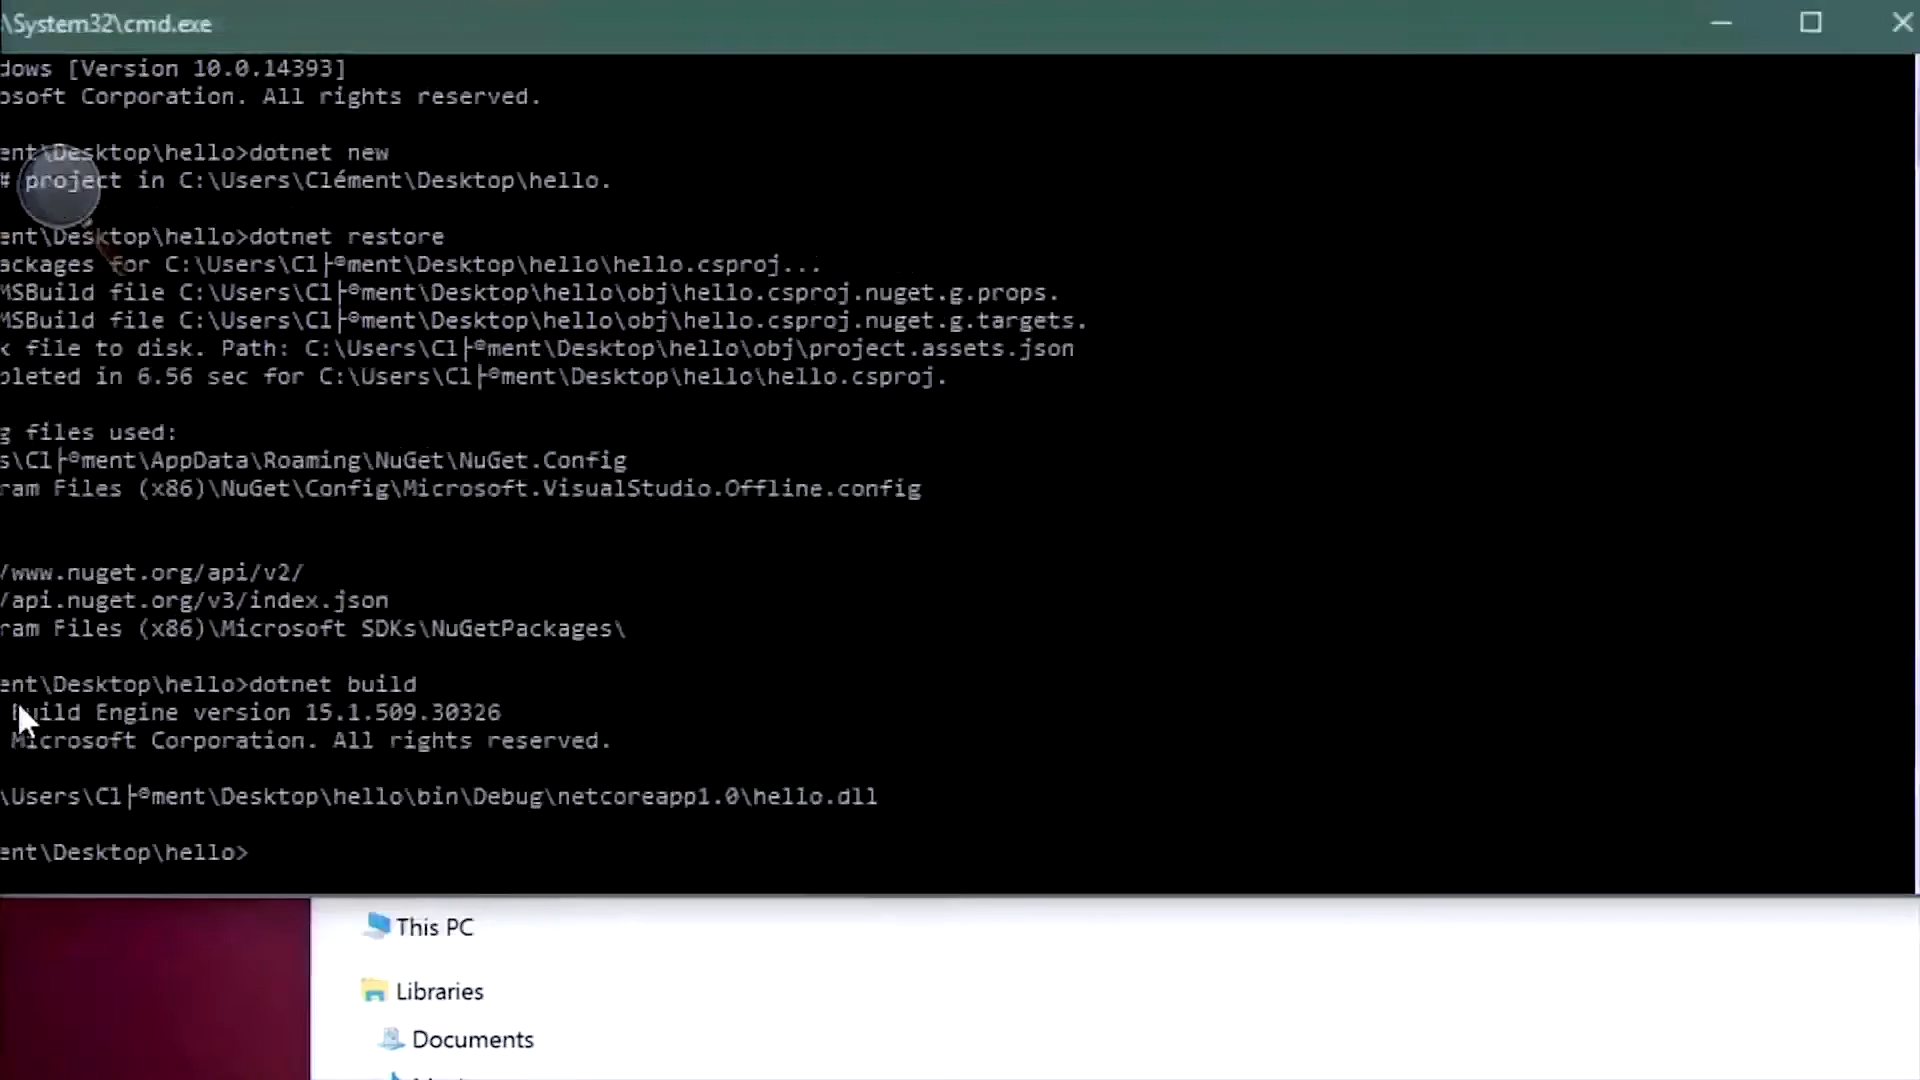 \System32\cmd.exe
dows [Version 10.0.14393]
osoft Corporation. All rights reserved.
ent\Desktop\hello>dotnet new
# project in C:\Users\Clément\Desktop\hello.
ent\Desktop\hello>dotnet restore
ackages for C:\Users\Cl├®ment\Desktop\hello\hello.csproj...
MSBuild file C:\Users\Cl├®ment\Desktop\hello\obj\hello.csproj.nuget.g.props.
MSBuild file C:\Users\Cl├®ment\Desktop\hello\obj\hello.csproj.nuget.g.targets.
k file to disk. Path: C:\Users\Cl├®ment\Desktop\hello\obj\project.assets.json
pleted in 6.56 sec for C:\Users\Cl├®ment\Desktop\hello\hello.csproj.
g files used:
s\Cl├®ment\AppData\Roaming\NuGet\NuGet.Config
ram Files (x86)\NuGet\Config\Microsoft.VisualStudio.Offline.config
/www.nuget.org/api/v2/
/api.nuget.org/v3/index.json
ram Files (x86)\Microsoft SDKs\NuGetPackages\
ent\Desktop\hello>dotnet build
Build Engine version 15.1.509.30326
Microsoft Corporation. All rights reserved.
\Users\Cl├®ment\Desktop\hello\bin\Debug\netcoreapp1.0\hello.dll
ent\Desktop\hello>
This PC
Libraries
Documents